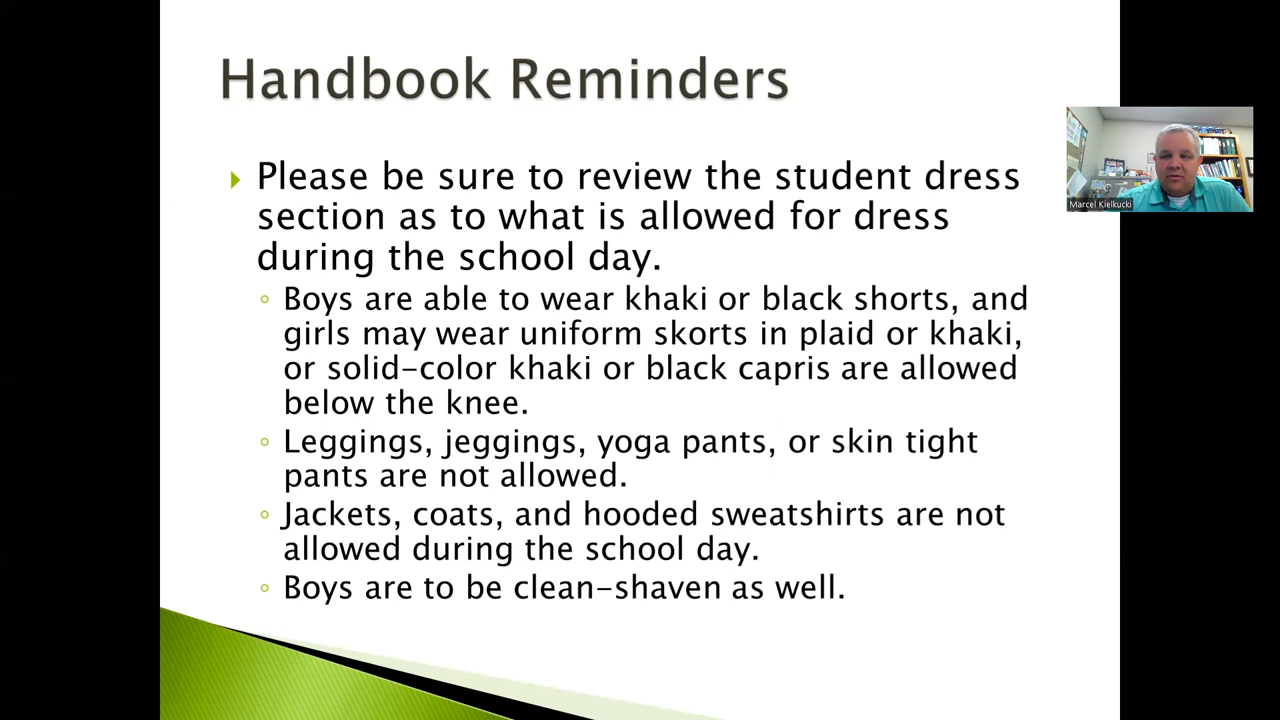 Handbook Reminders
Please be sure to review the student dress
section as to what is allowed for dress
during the school day.
Boys are able to wear khaki or black shorts, and
girls may wear uniform skorts in plaid or khaki,
or solid-color khaki or black capris are allowed
below the knee.
Leggings, jeggings, yoga pants, or skin tight
pants are not allowed.
Jackets, coats, and hooded sweatshirts are not
allowed during the school day.
Boys are to be clean-shaven as well.
Marcel Kielkucki